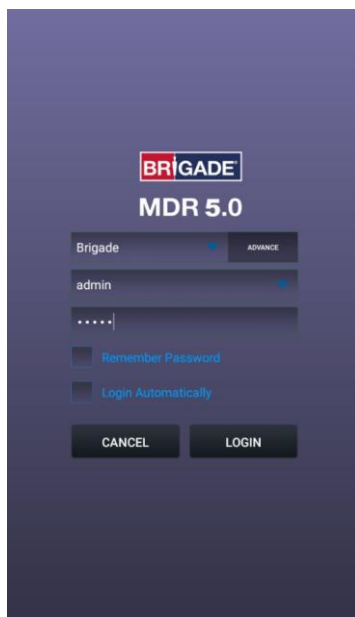 BRIGADE
MDR 5.0
Brigade ADVANCE
admin
•••••
Remember Password
Login Automatically
CANCEL LOGIN